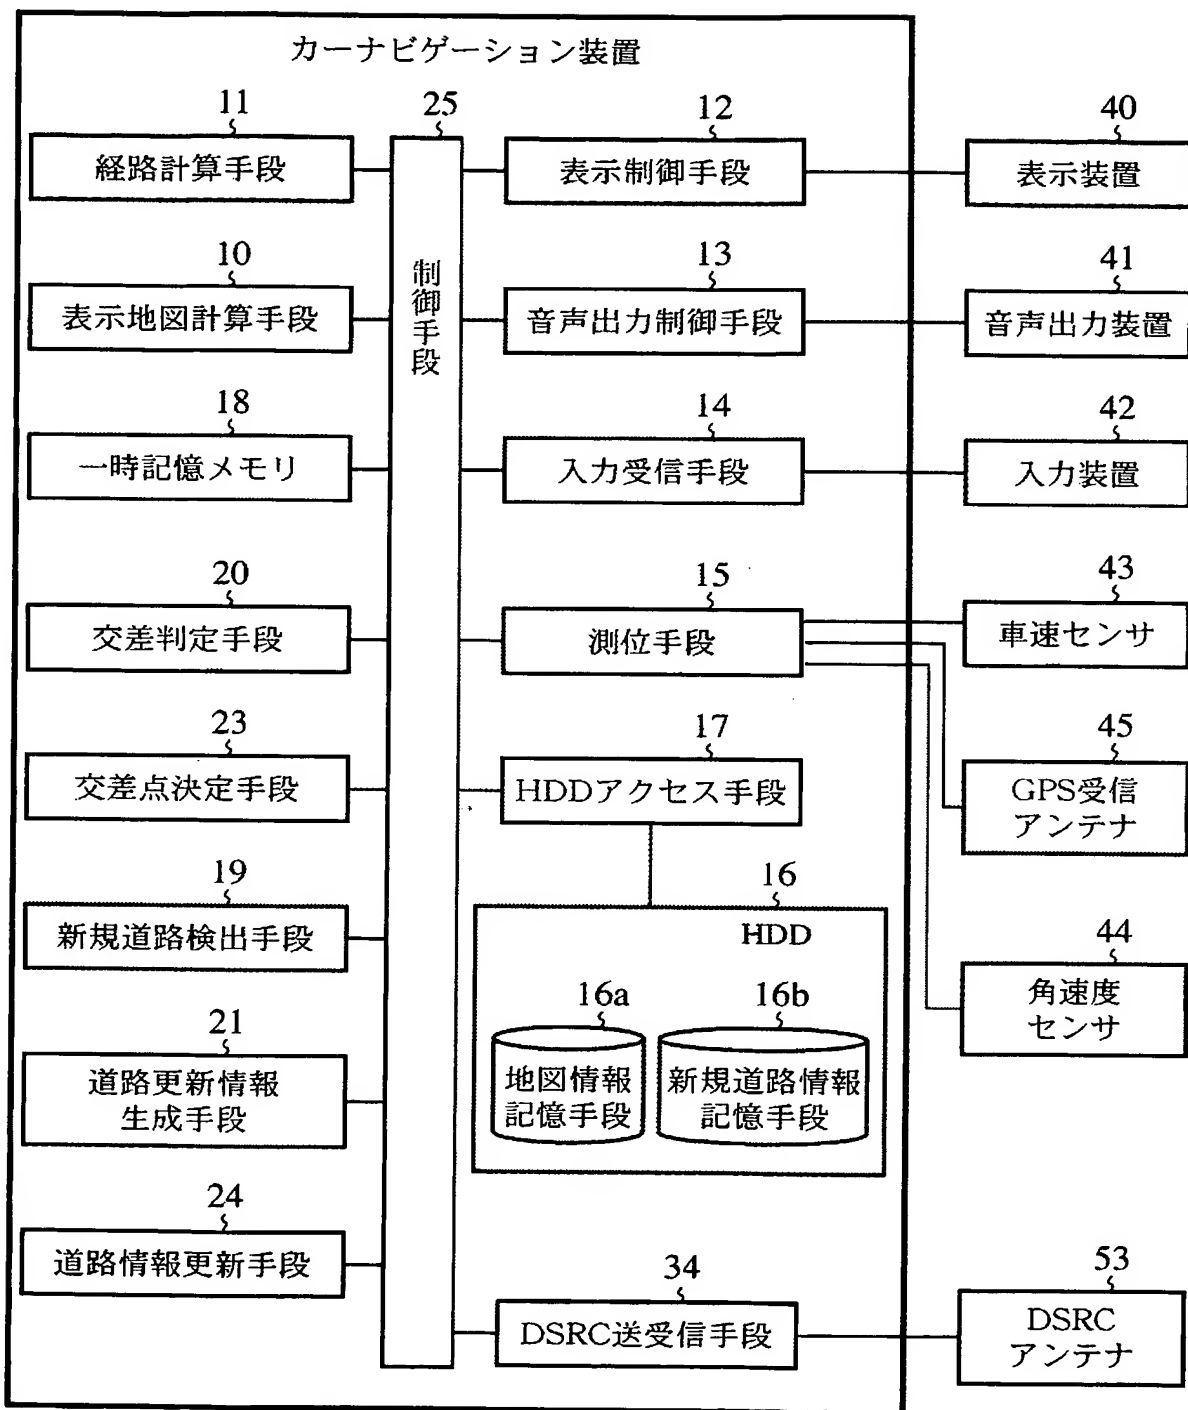 カーナビゲーション装置
11
25
12
40
経路計算手段
表示制御手段
表示装置
10
制御手段
13
41
表示地図計算手段
音声出力制御手段
音声出力装置
18
14
42
一時記憶メモリ
入力受信手段
入力装置
20
15
43
交差判定手段
測位手段
車速センサ
23
17
45
交差点決定手段
HDDアクセス手段
GPS受信
アンテナ
19
16
44
新規道路検出手段
HDD
角速度
センサ
21
16a
16b
道路更新情報
生成手段
地図情報
記憶手段
新規道路情報
記憶手段
24
34
53
道路情報更新手段
DSRC送受信手段
DSRC
アンテナ